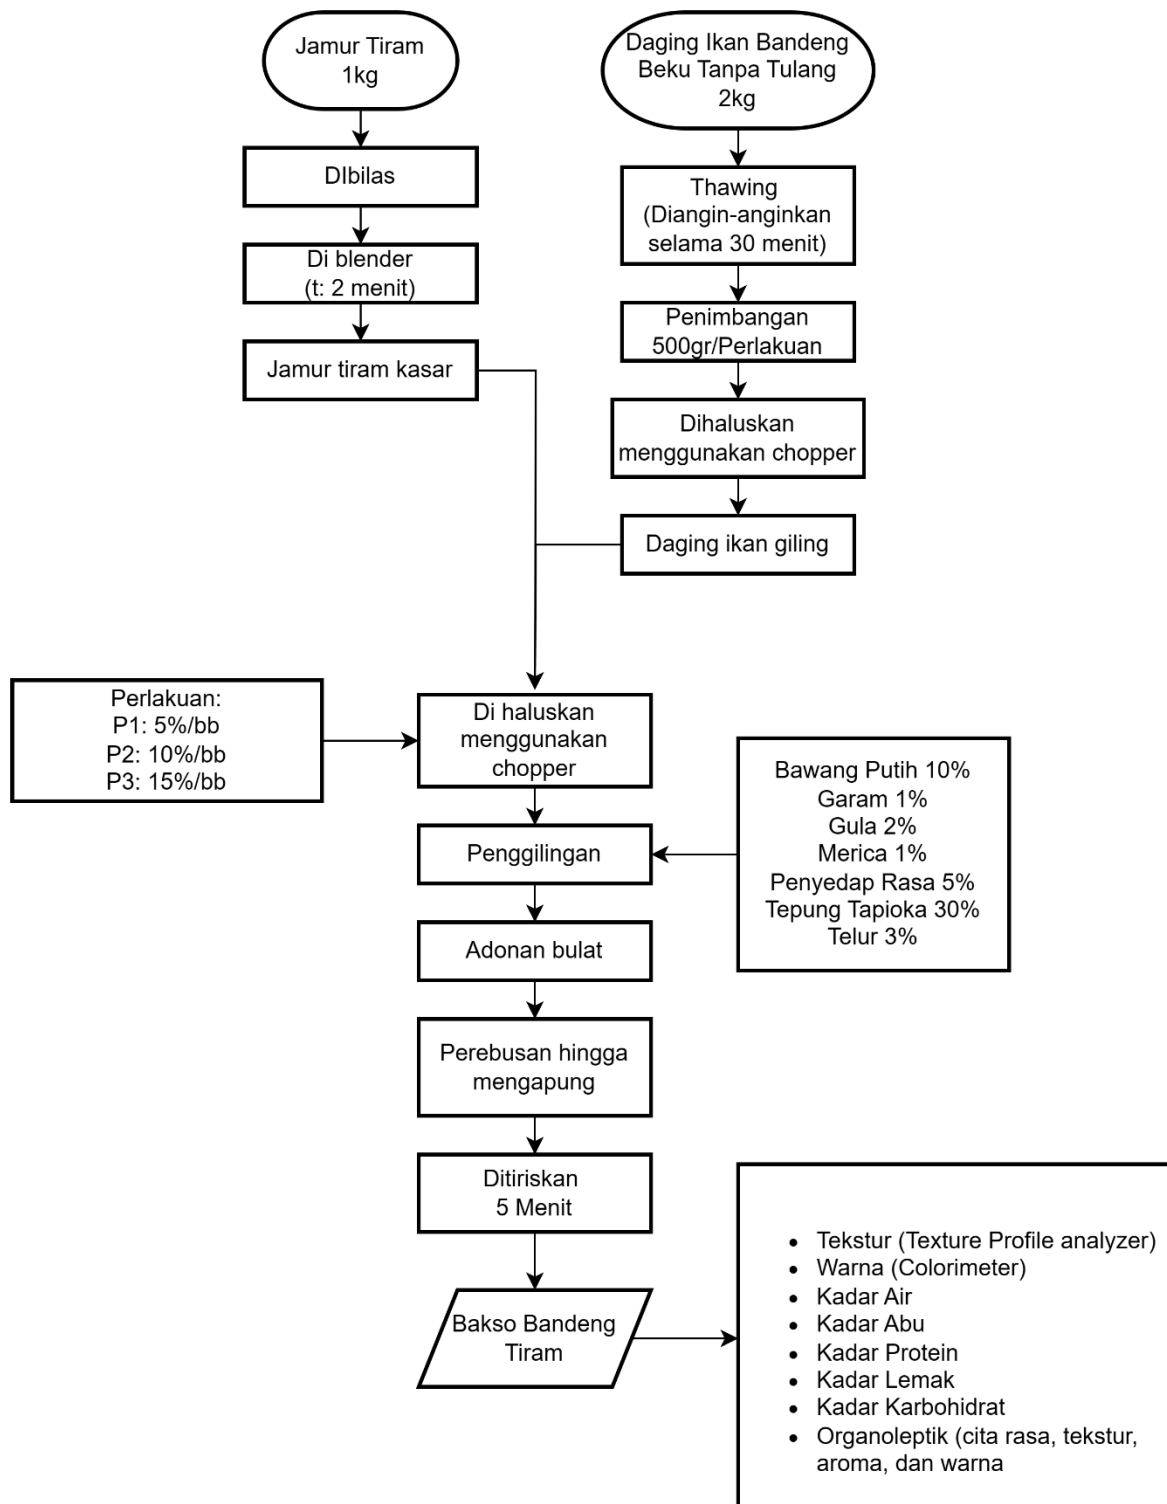 Jamur Tiram
1kg
Daging Ikan Bandeng
Beku Tanpa Tulang
2kg
DIbilas
Thawing
(Diangin-anginkan
selama 30 menit)
Di blender
(t: 2 menit)
Penimbangan
500gr/Perlakuan
Jamur tiram kasar
Dihaluskan
menggunakan chopper
Daging ikan giling
Perlakuan:
P1: 5%/bb
P2: 10%/bb
P3: 15%/bb
Di haluskan
menggunakan
chopper
Bawang Putih 10%
Garam 1%
Gula 2%
Merica 1%
Penyedap Rasa 5%
Tepung Tapioka 30%
Telur 3%
Penggilingan
Adonan bulat
Perebusan hingga
mengapung
Ditiriskan
5 Menit
Bakso Bandeng
Tiram
• Tekstur (Texture Profile analyzer)
• Warna (Colorimeter)
• Kadar Air
• Kadar Abu
• Kadar Protein
• Kadar Lemak
• Kadar Karbohidrat
• Organoleptik (cita rasa, tekstur,
aroma, dan warna